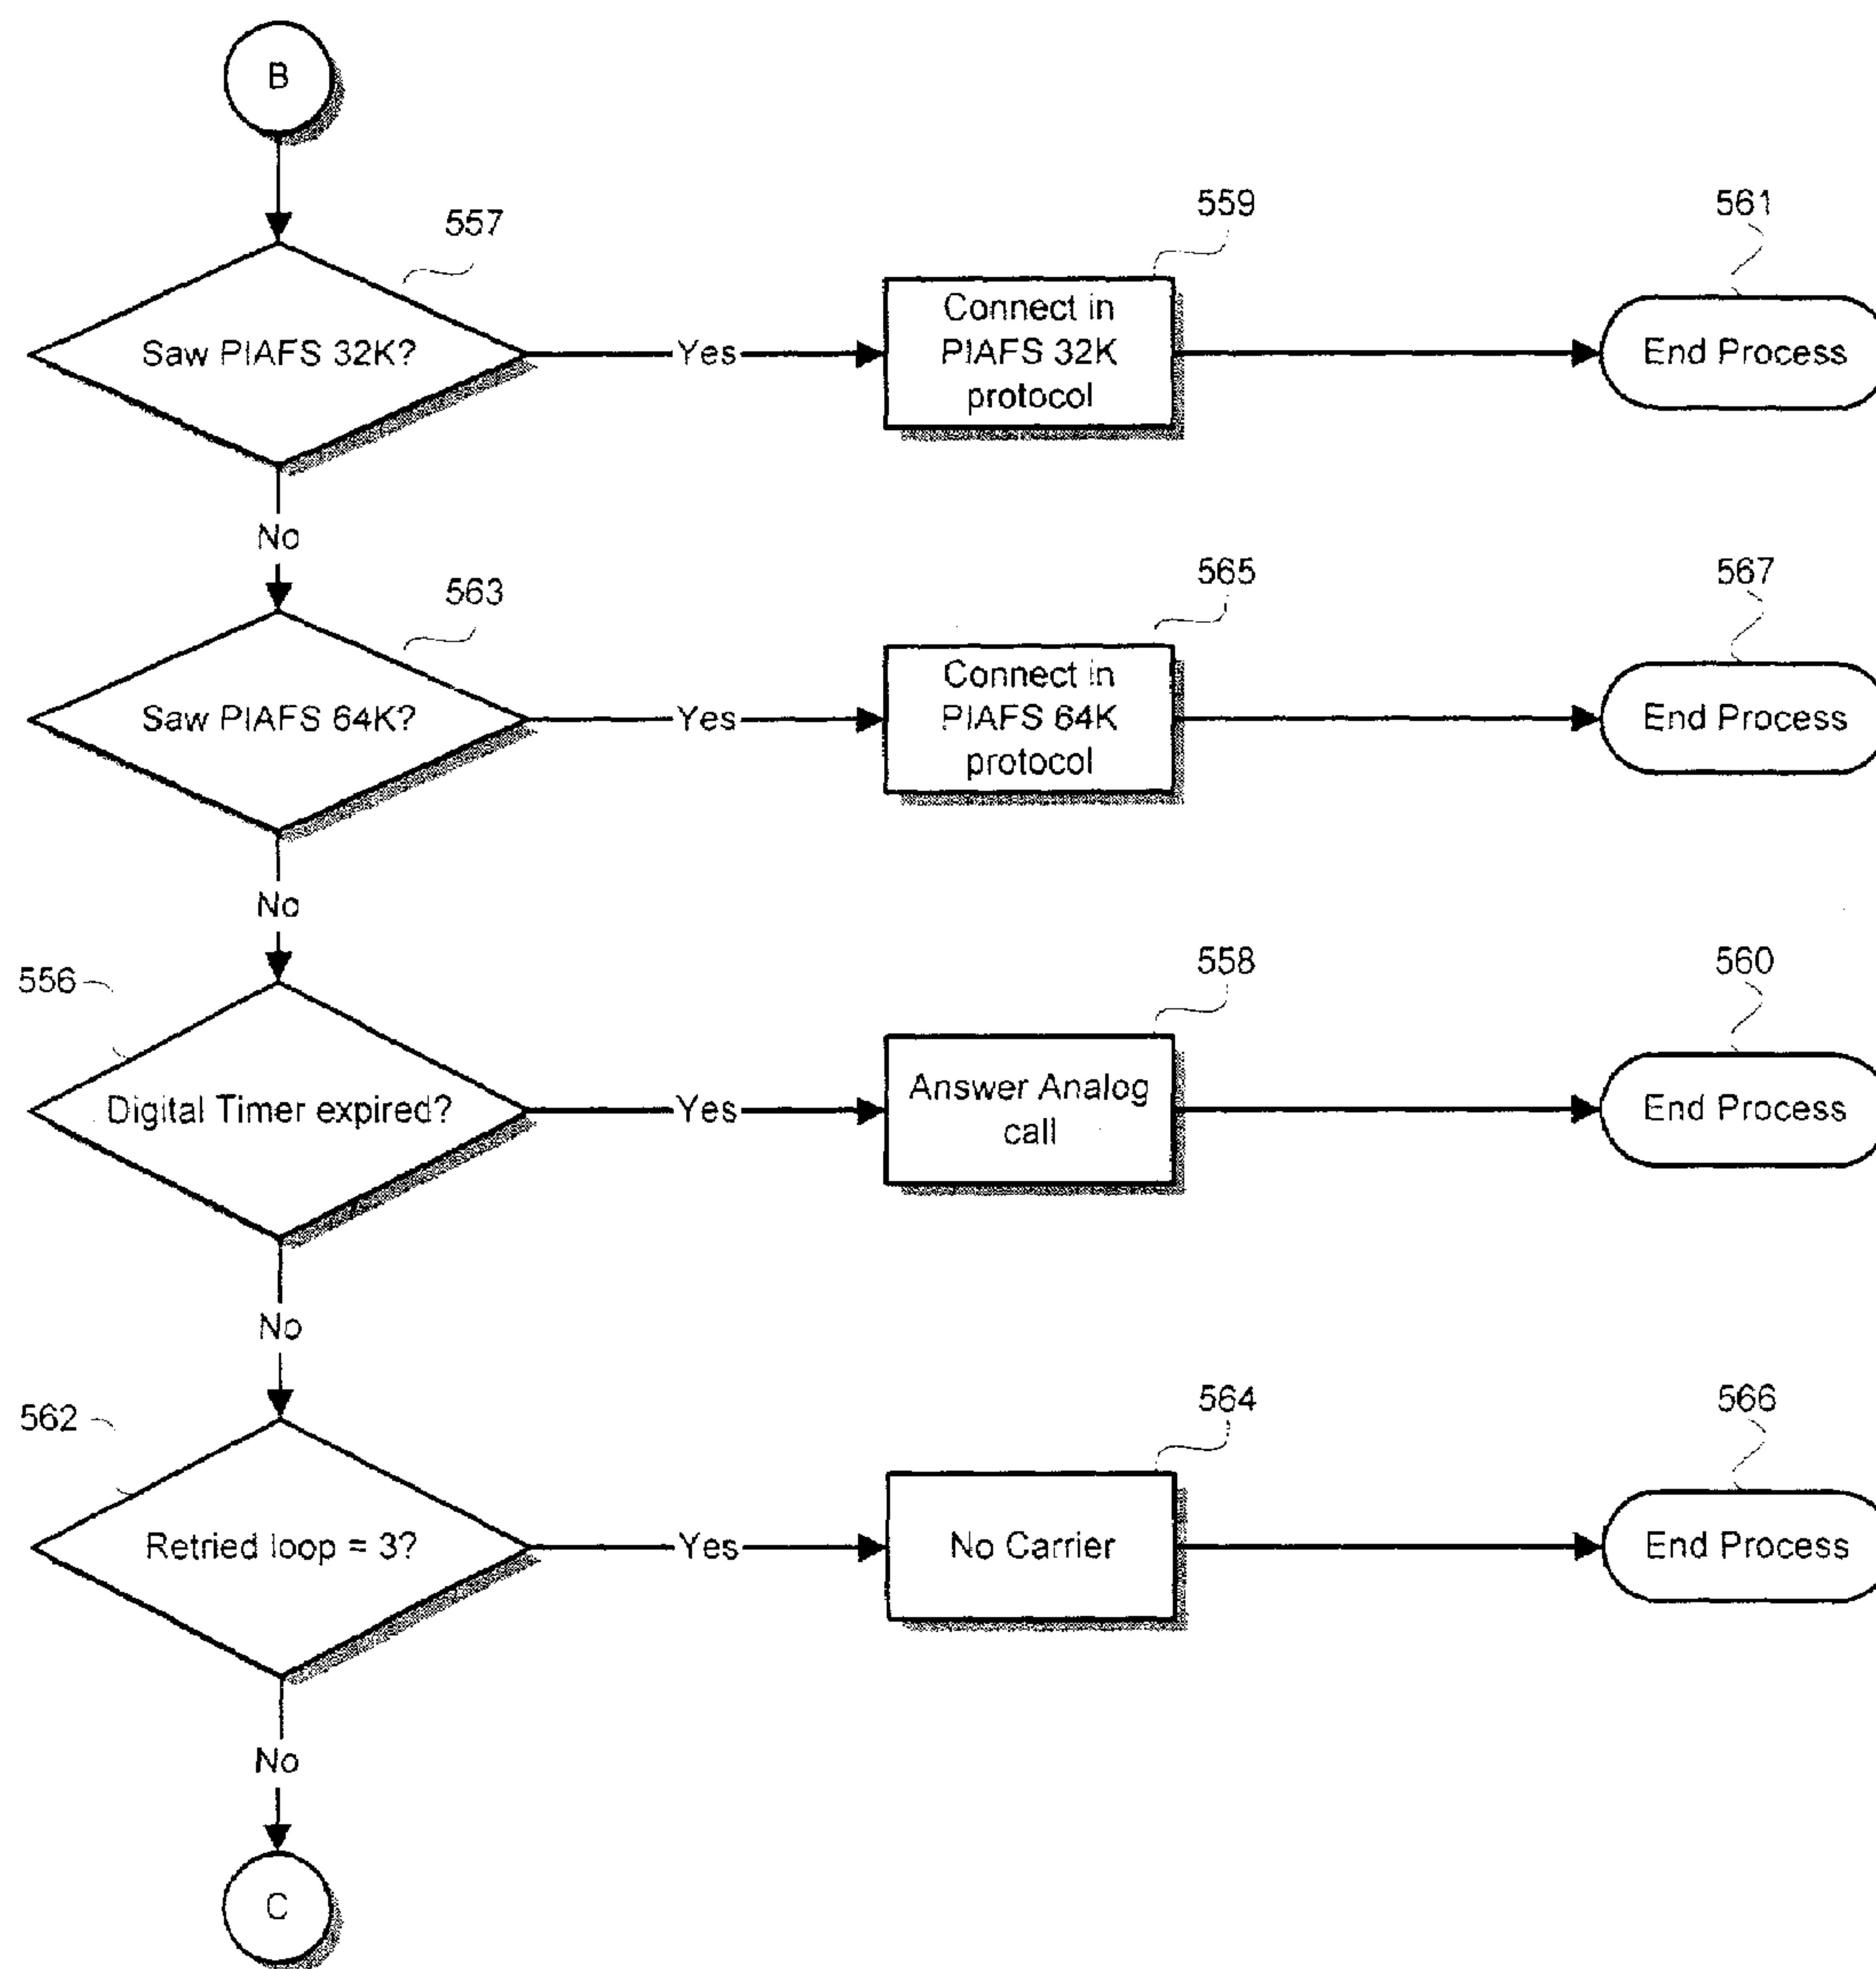 B
557
559
561
Saw PIAFS 32K?
Yes
Connect in
PIAFS 32K
protocol
End Process
No
563
565
567
Saw PIAFS 64K?
Yes
Connect in
PIAFS 64K
protocol
End Process
No
556
558
560
Digital Timer expired?
Yes
Answer Analog
call
End Process
No
562
564
566
Retried loop = 3?
Yes
No Carrier
End Process
No
C